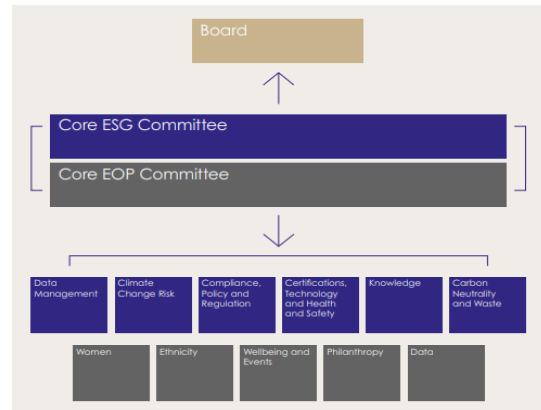 Board
Core ESG Committee
Core EOP Committee
Data
Management
Climate
Change Risk
Compliance,
Policy and
Regulation
Certifications,
Technology
and Health
and Safety
Knowledge
Carbon
Neutrality
and Waste
Women
Ethnicity
Wellbeing and
Events
Philanthropy
Data